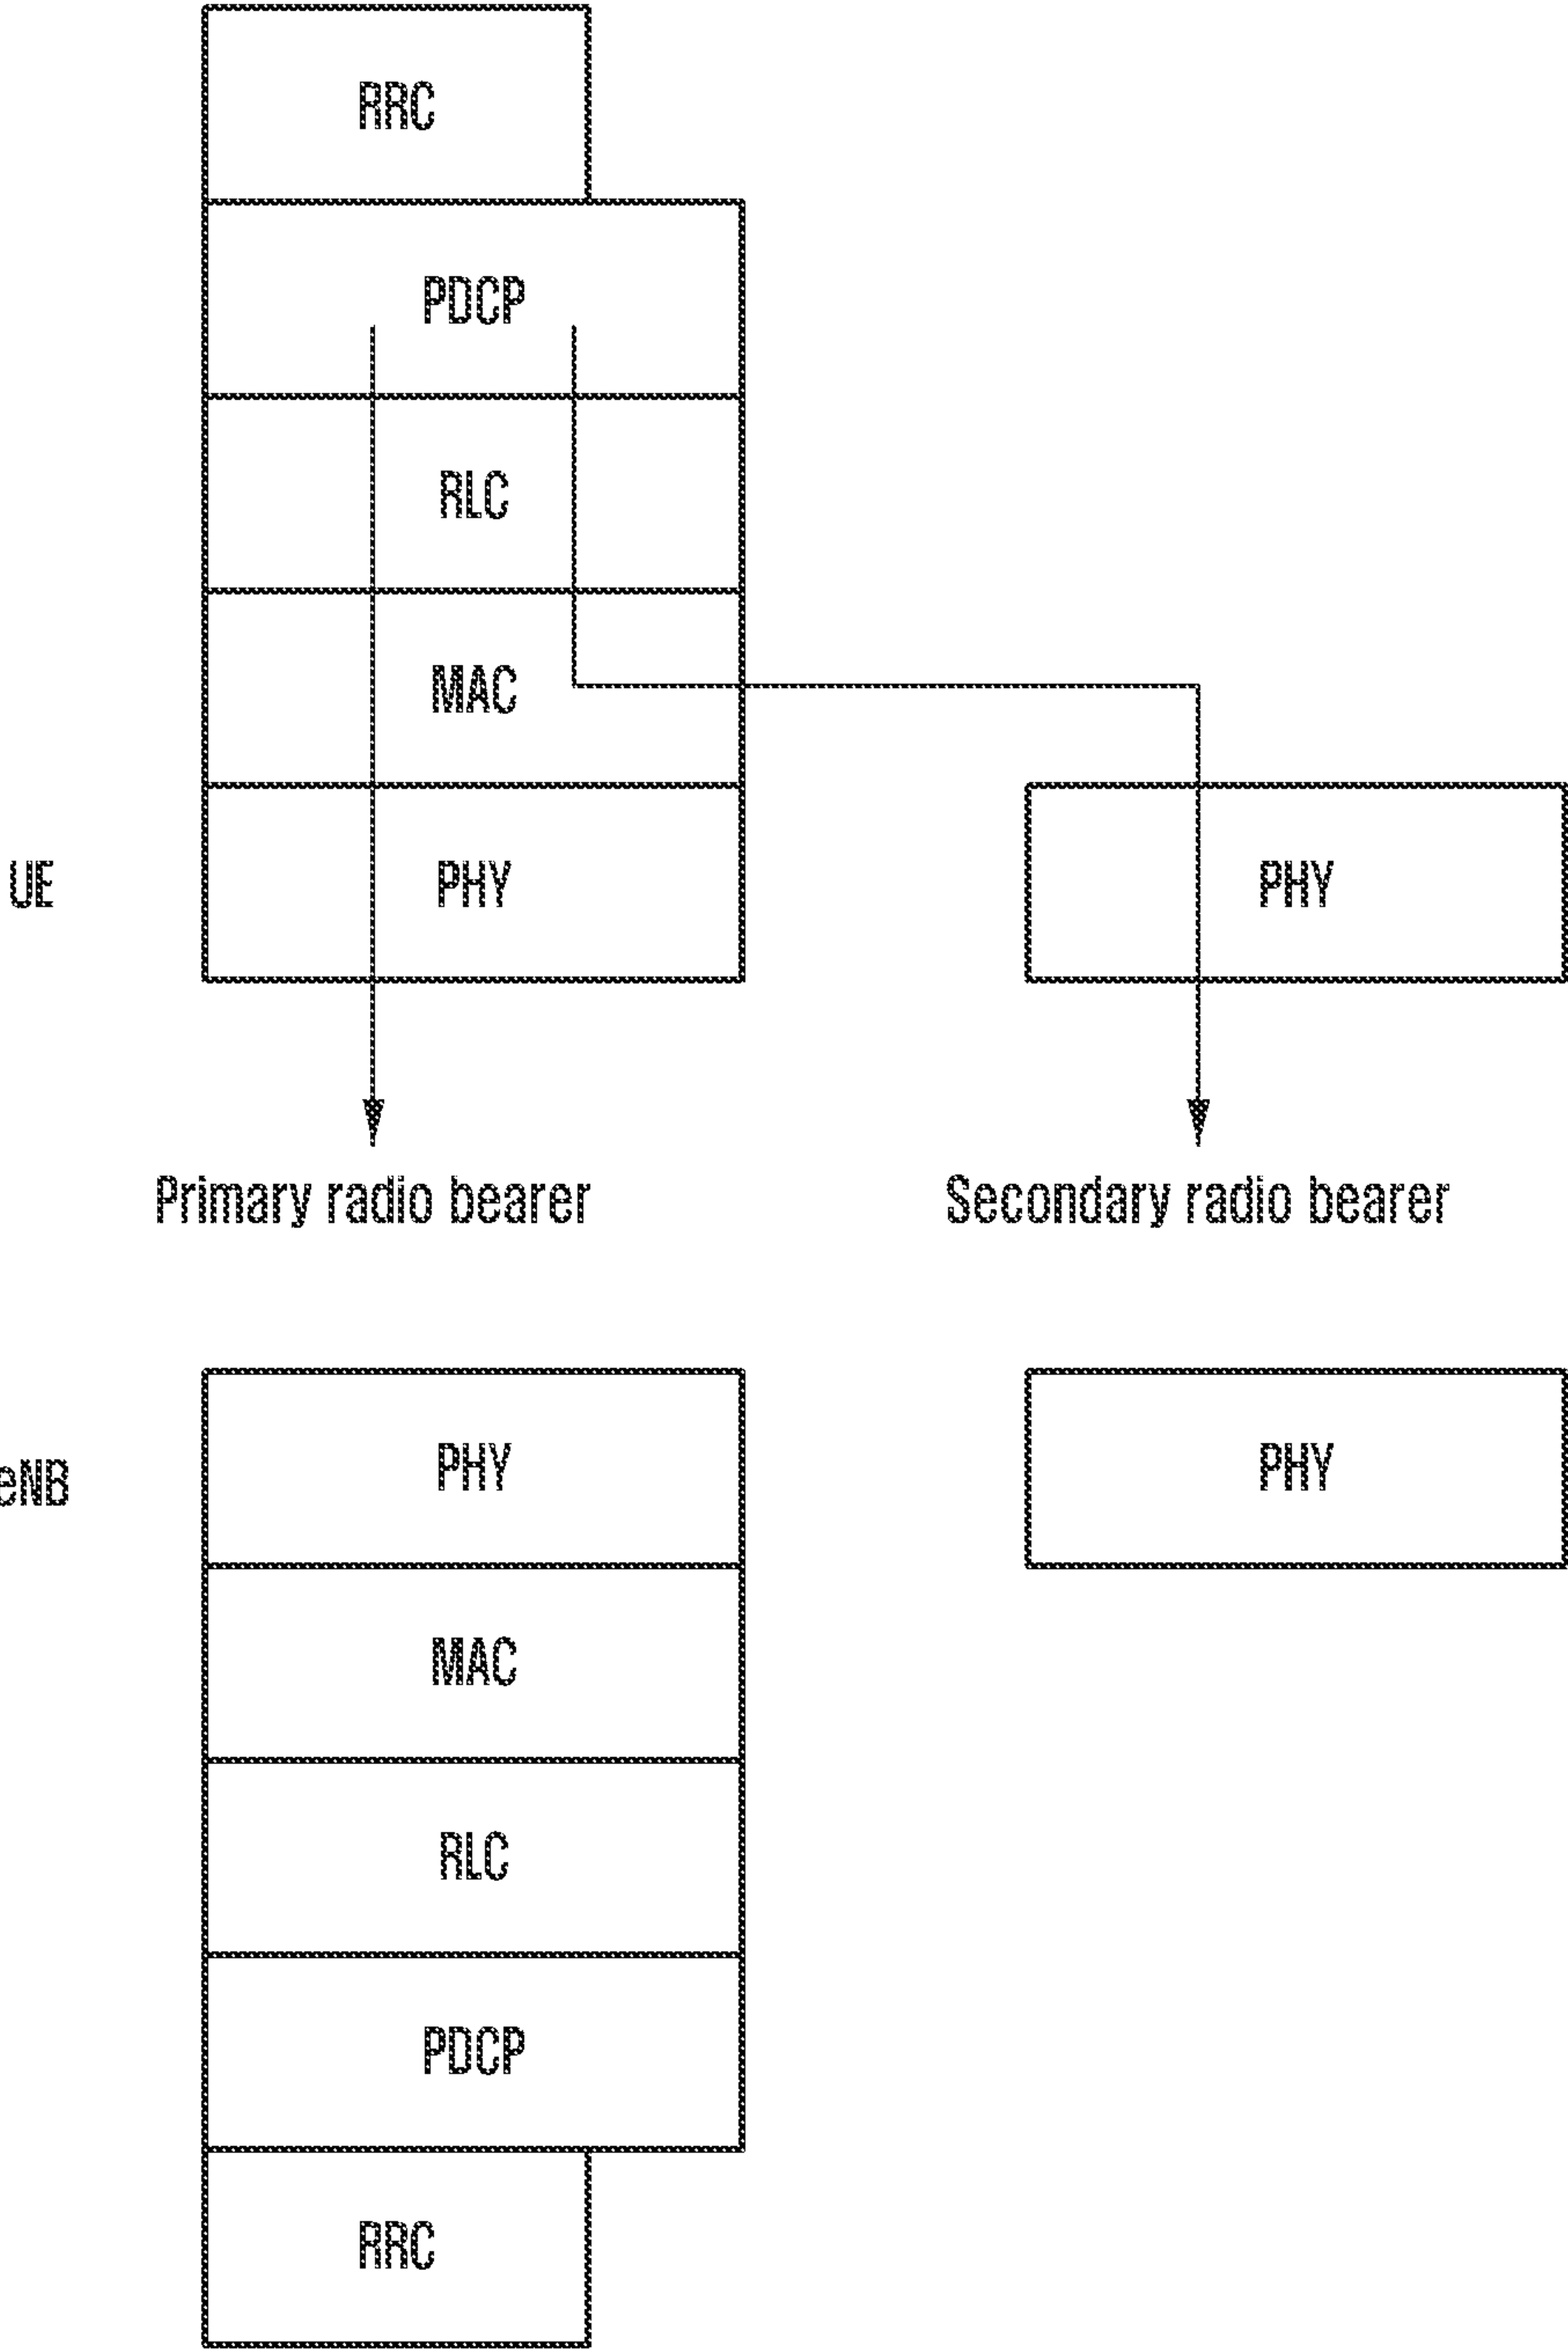 RRC
PDCP
RLC
MAC
UE
PHY
PHY
Primary radio bearer
Secondary radio bearer
eNB
PHY
PHY
MAC
RLC
PDCP
RRC